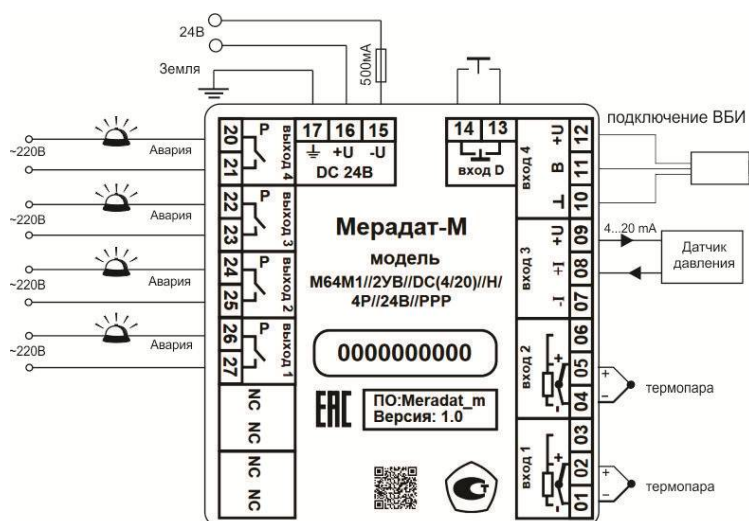 24В
Земля
500мА
17 16 15
+U -U
DC 24В
14 13
вход D
подключение ВБИ
~220В
Авария
20
21
Р
выход 4
~220В
Авария
22
23
выход 3
~220В
Авария
24
25
Р
выход 2
~220В
Авария
26
27
Р
выход 1
NC NC
NC NC
Мерадат-М
модель
М64М1//2УВ//DC(4/20)//Н/
4Р//24В//РРР
0000000000
ЕАС
ПО:Meradat_m
Версия: 1.0
Ст
вход 4
+U 12
В 11
⊥ 10
вход 3
+U 09
+I 08
-I 07
4...20 mA
Датчик
давления
вход 2
06
+ 05
- 04
+
−
термопара
вход 1
03
+ 02
- 01
+
−
термопара